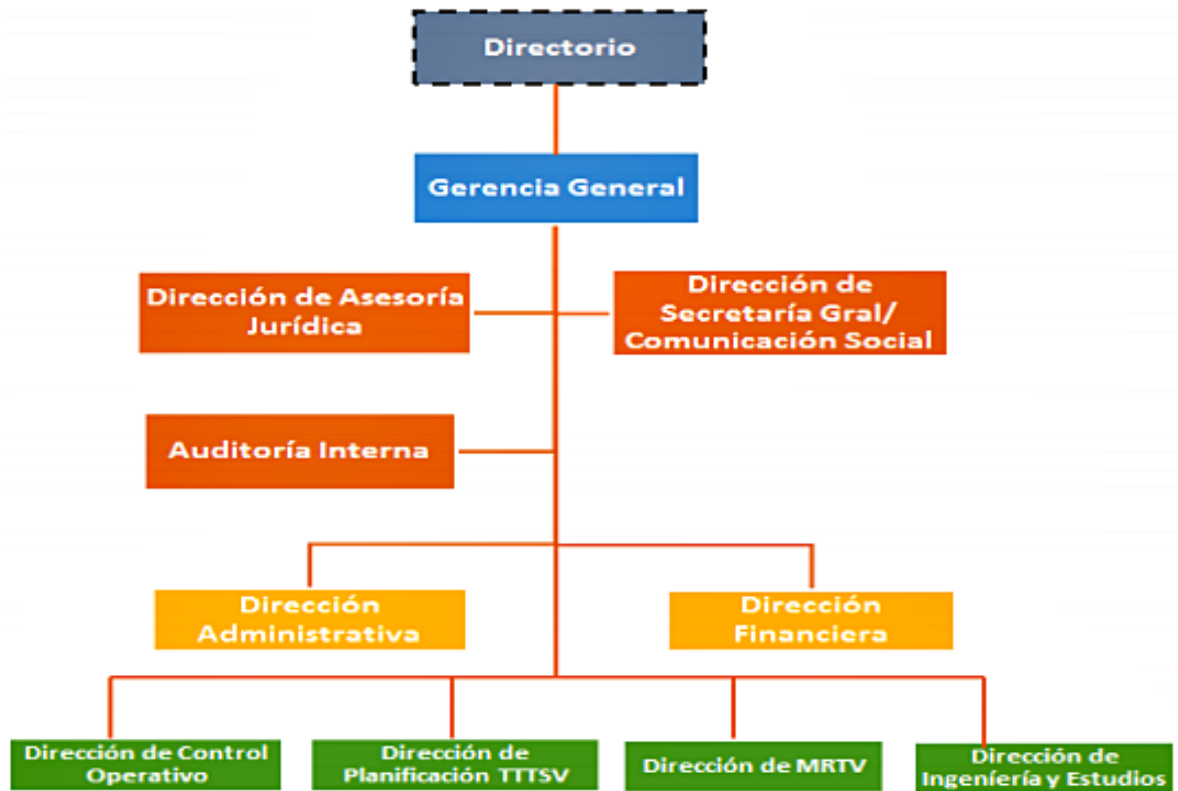 Directorio
Gerencia General
Dirección de Asesoría
Jurídica
Dirección de
Secretaría Gral/
Comunicación Social
Auditoría Interna
Dirección
Administrativa
Dirección
Financiera
Dirección de Control
Operativo
Dirección de
Planificación TTTSV
Dirección de MRTV
Dirección de
Ingeniería y Estudios